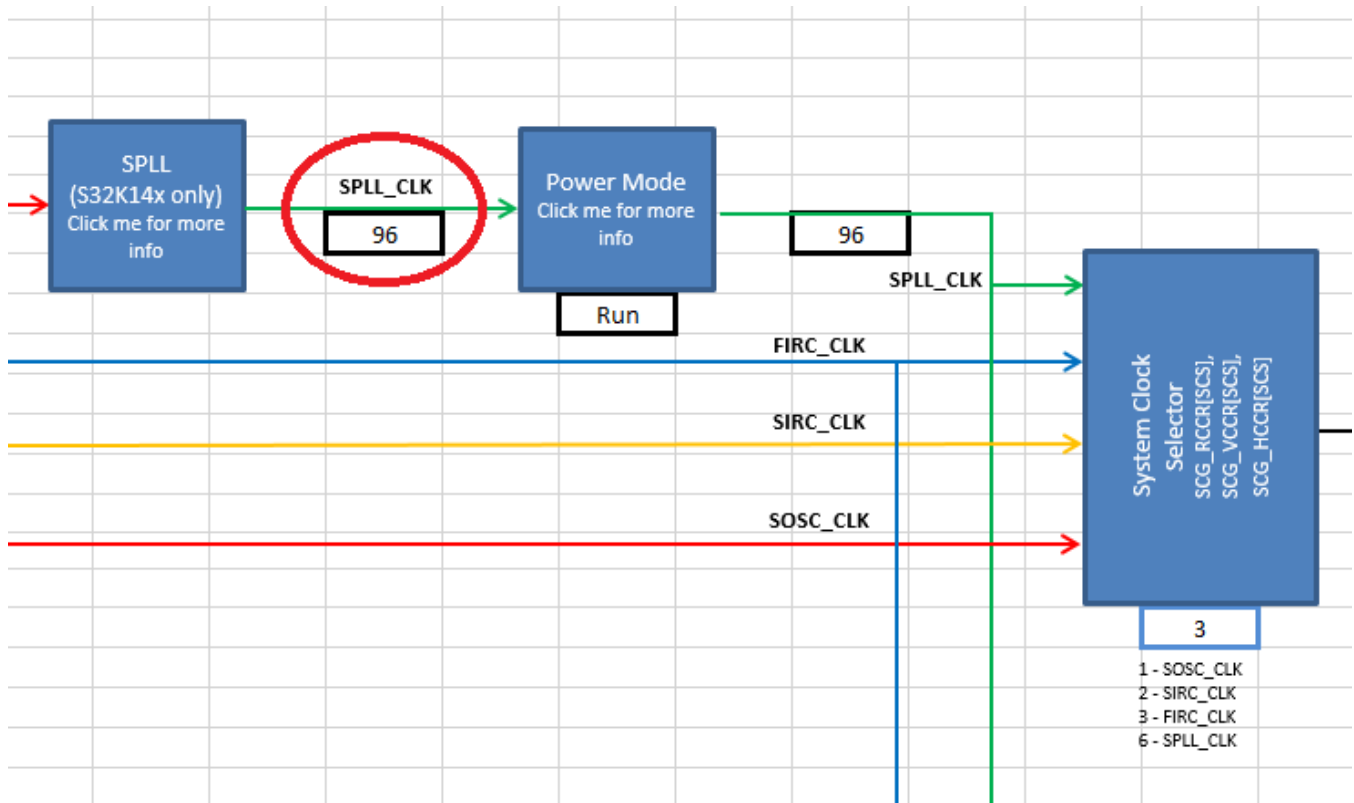 SPLL
(S32K14x only)
Click me for more
info
SPLL_CLK
96
Power Mode
Click me for more
info
Run
96
SPLL_CLK
FIRC_CLK
SIRC_CLK
SOSC_CLK
System Clock
Selector
SCG_RCCR[SCS],
SCG_VCCR[SCS],
SCG_HCCR[SCS]
3
1 - SOSC_CLK
2 - SIRC_CLK
3 - FIRC_CLK
6 - SPLL_CLK